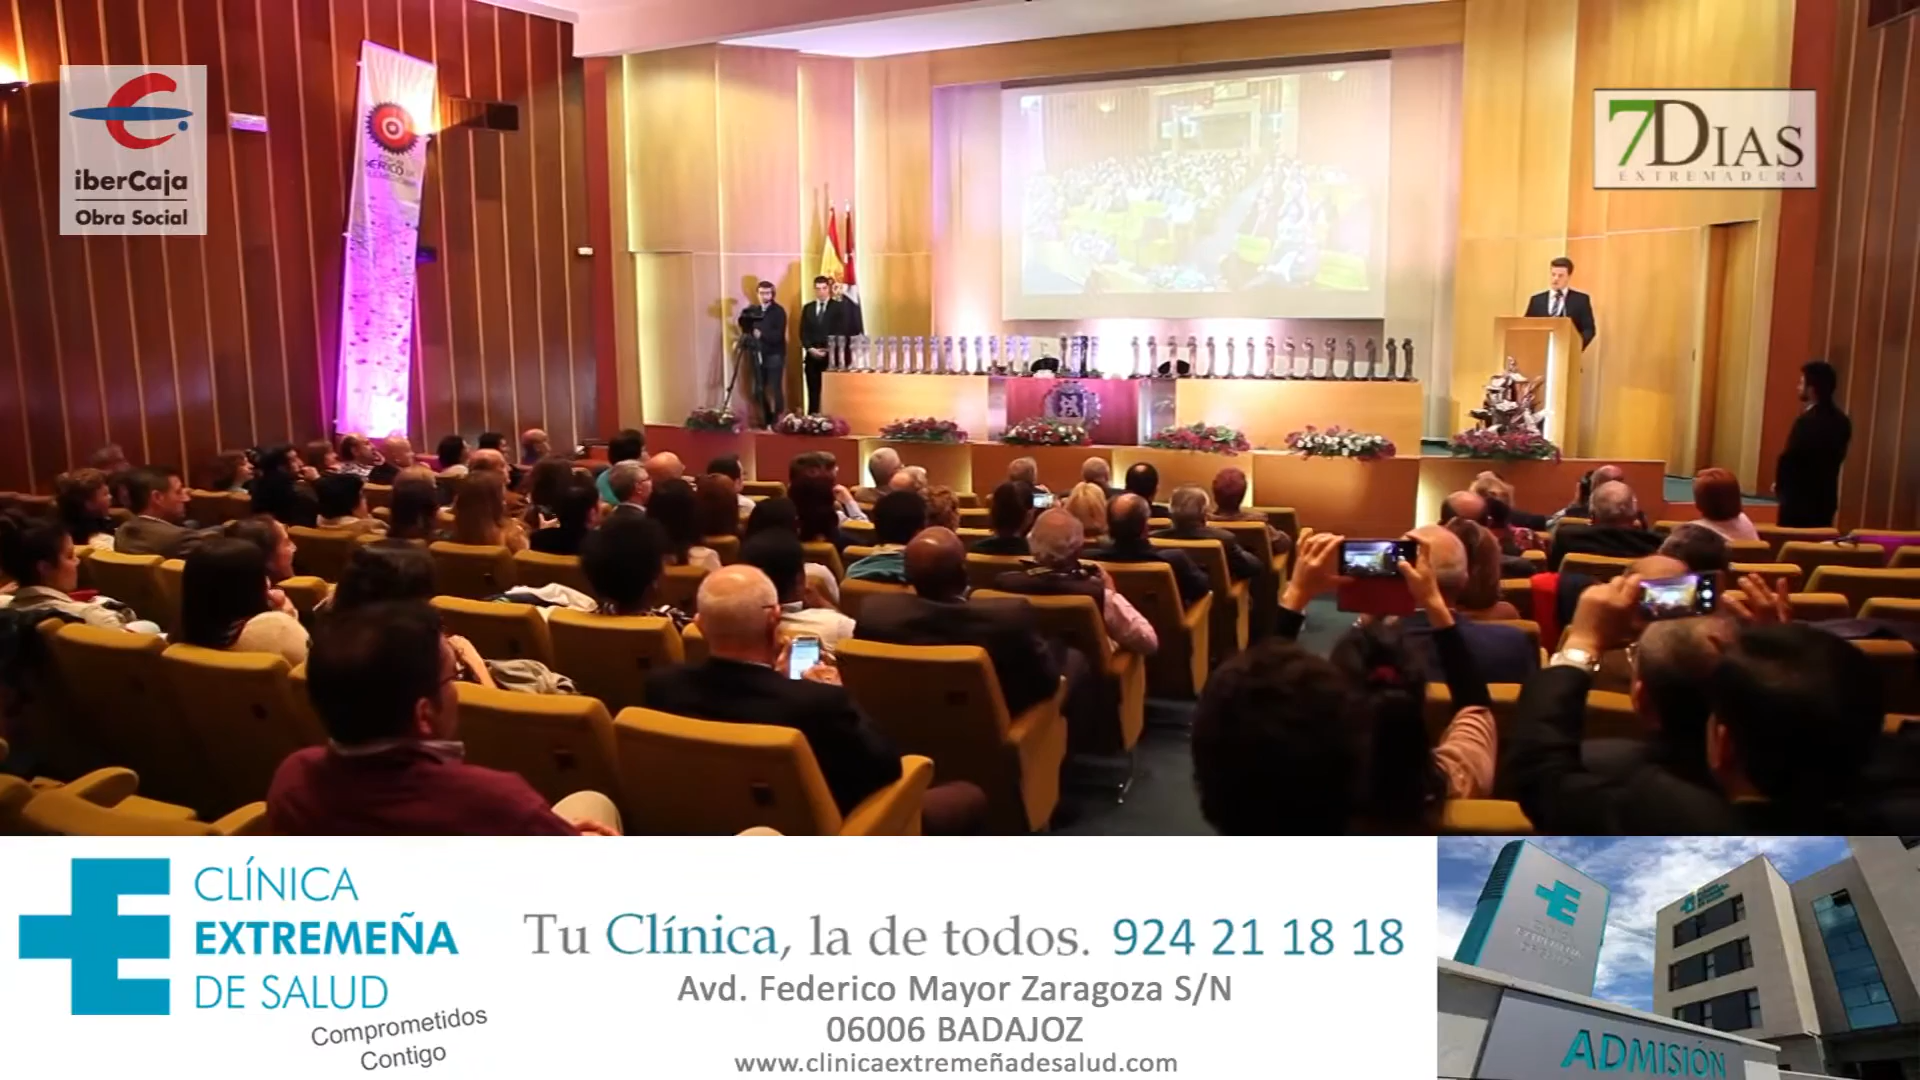 iberCaja
Obra Social
7DIAS
EXTREMADURA
CLÍNICA
EXTREMEÑA
DE SALUD
Comprometidos
Contigo
Tu Clínica, la de todos. 924 21 18 18
Avd. Federico Mayor Zaragoza S/N
06006 BADAJOZ
www.clinicaextremeñadesalud.com
ADMISIÓN